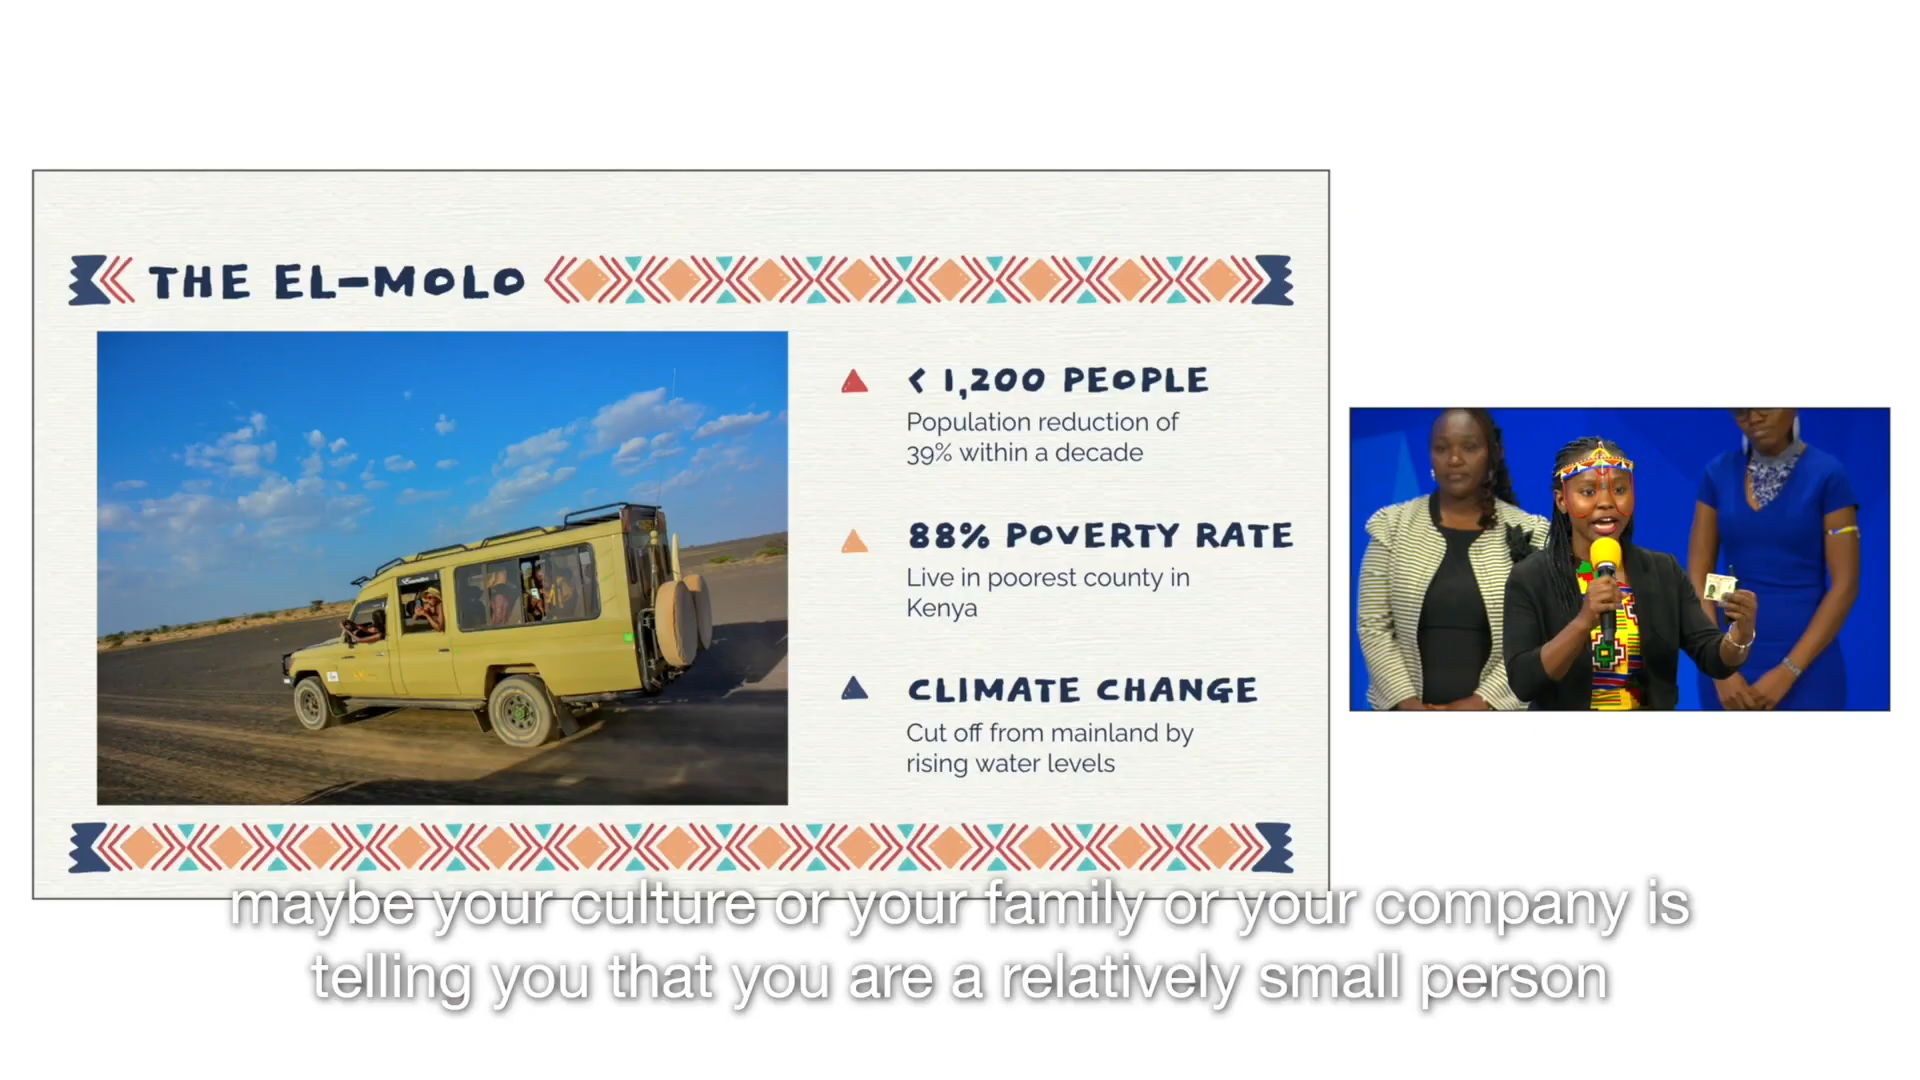 THE EL-MOLO
< 1,200 PEOPLE
Population reduction of
39% within a decade
88% POVERTY RATE
Live in poorest county in
Kenya
CLIMATE CHANGE
Cut off from mainland by
rising water levels
maybe your culture or your family or your company is
telling you that you are a relatively small person